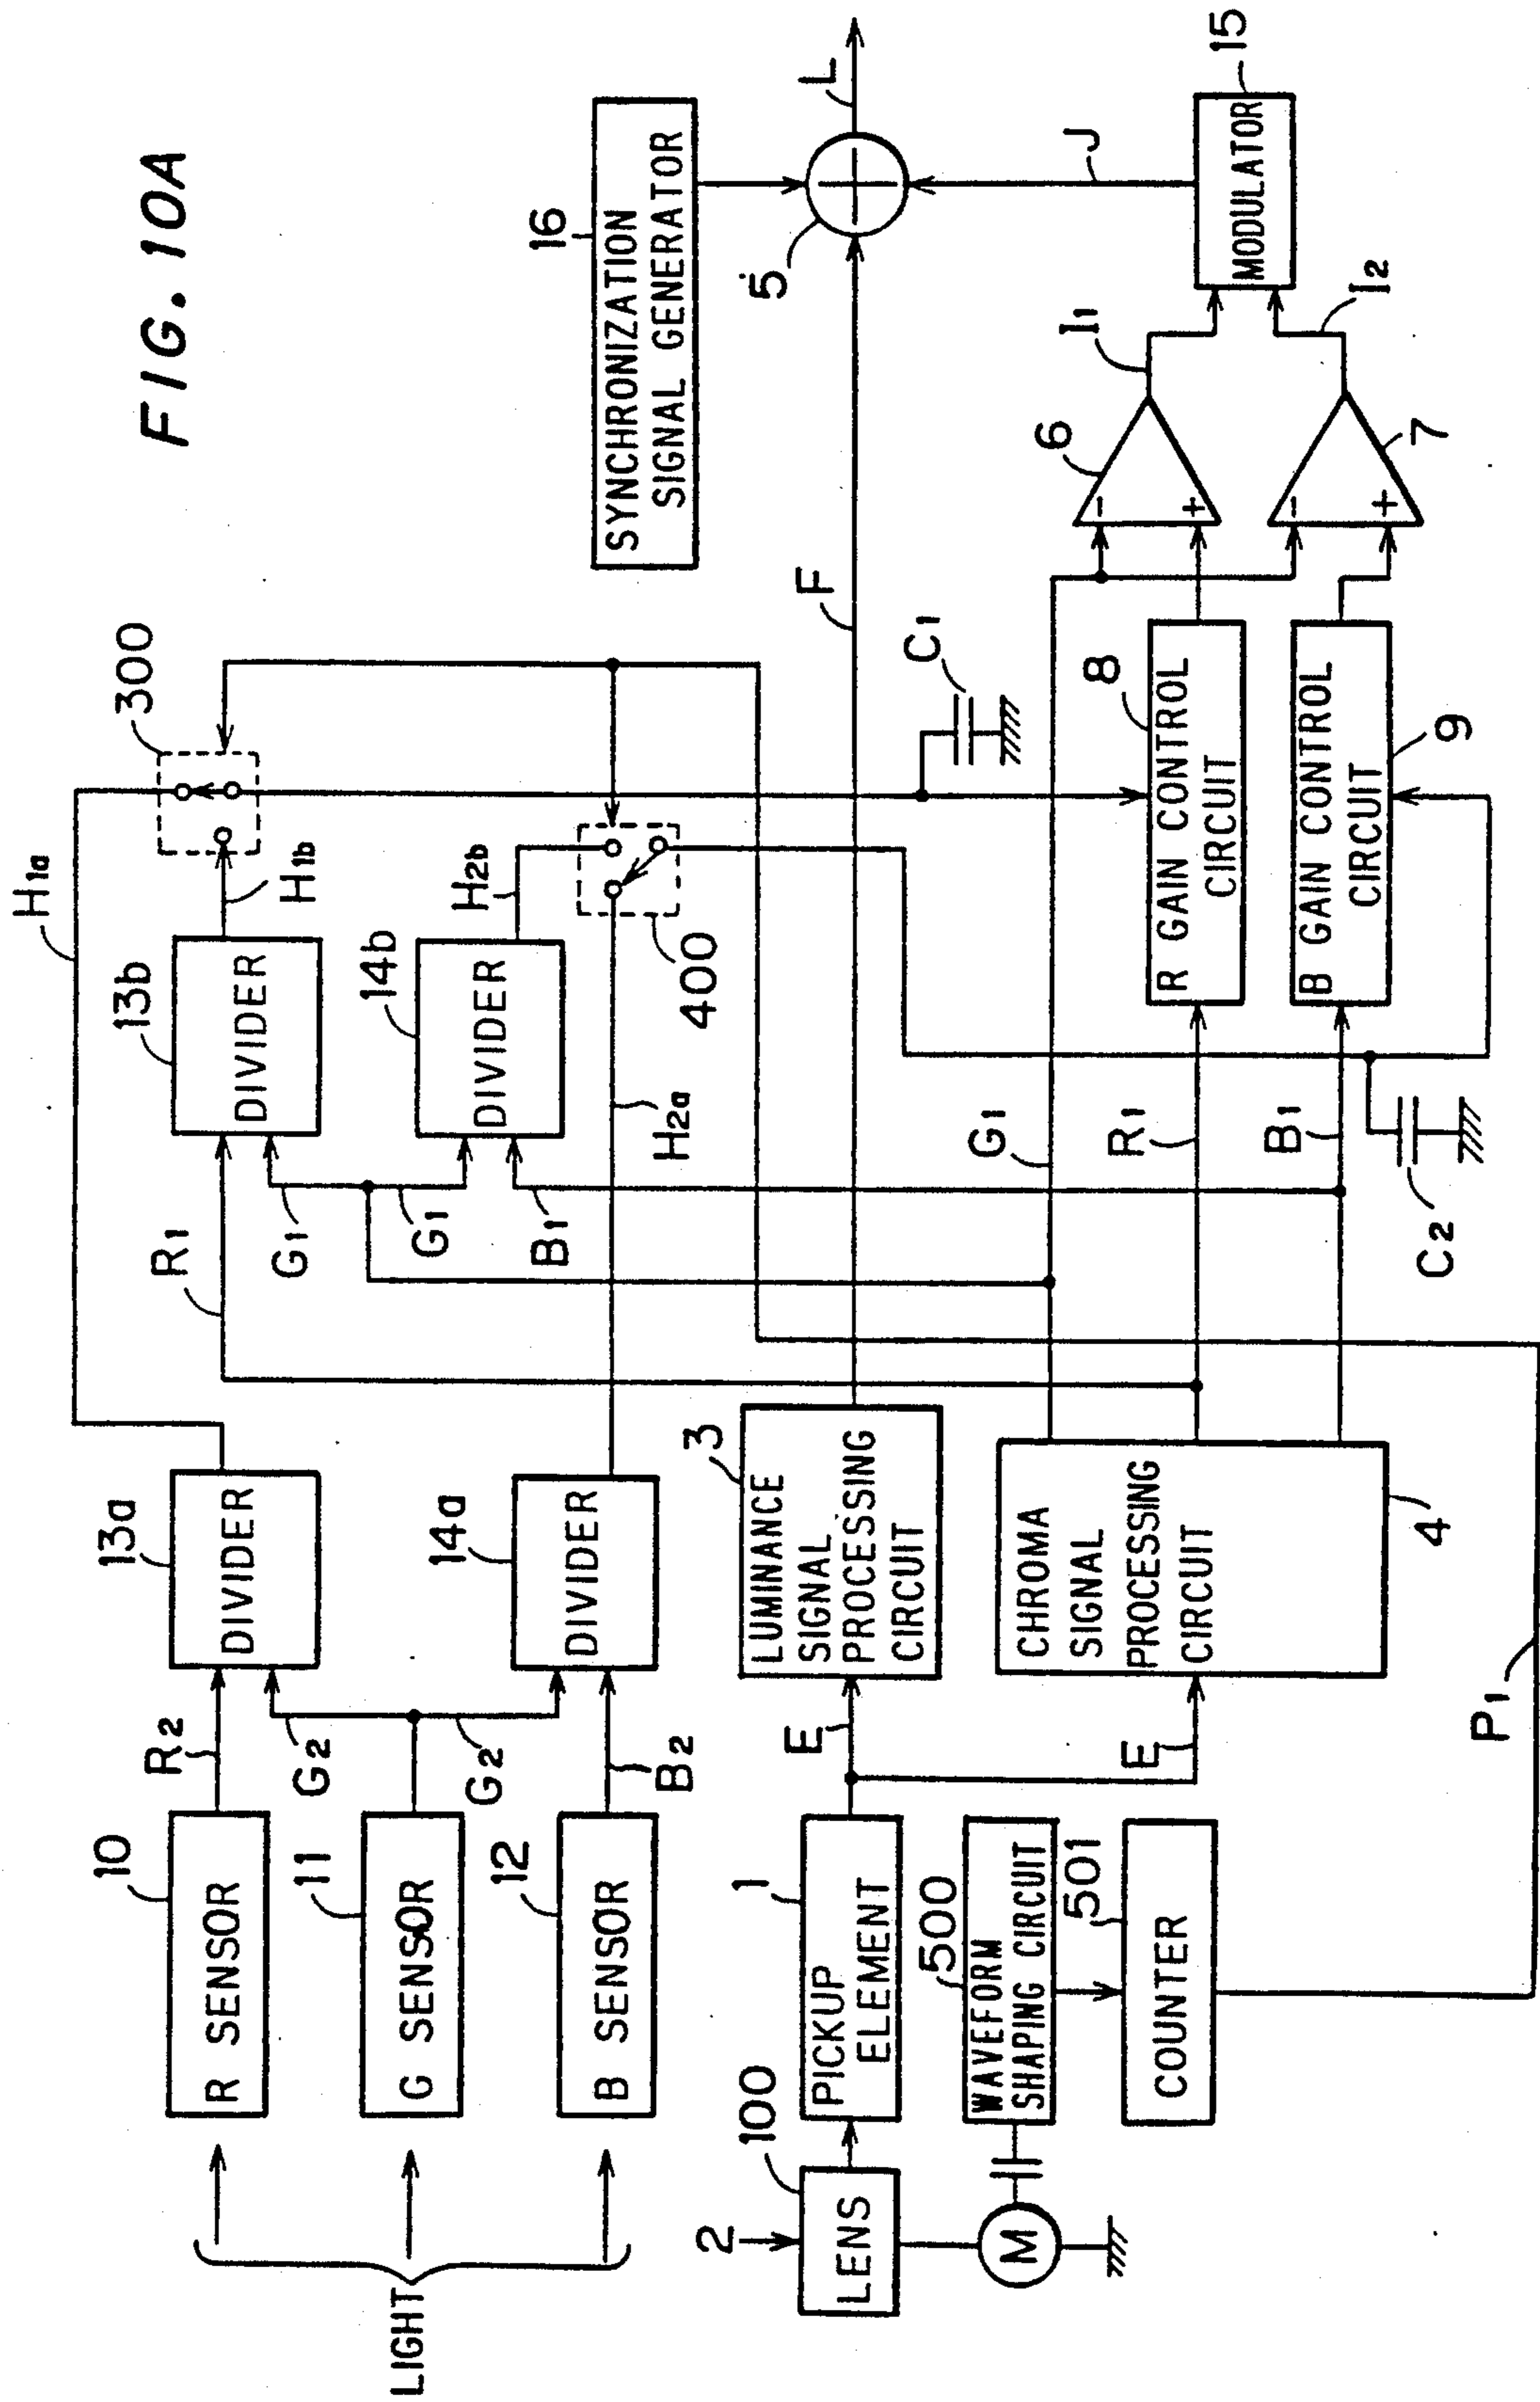 FIG. 10A
H1a
300
13b
DIVIDER
H1b
14b
DIVIDER
H2b
400
H2a
R1
G1
G1
B1
13a
DIVIDER
14a
DIVIDER
R2
G2
G2
B2
10
R SENSOR
11
G SENSOR
12
B SENSOR
LIGHT
16
SYNCHRONIZATION
SIGNAL GENERATOR
5
L
F
J
15
MODULATOR
I1
I2
6
-
+
7
-
+
C1
8
R GAIN CONTROL
CIRCUIT
B GAIN CONTROL
CIRCUIT
9
G1
R1
B1
C2
3
LUMINANCE
SIGNAL
PROCESSING
CIRCUIT
CHROMA
SIGNAL
PROCESSING
CIRCUIT
4
E
E
P1
1
PICKUP
ELEMENT
500
WAVEFORM
SHAPING CIRCUIT
501
COUNTER
100
2
LENS
M